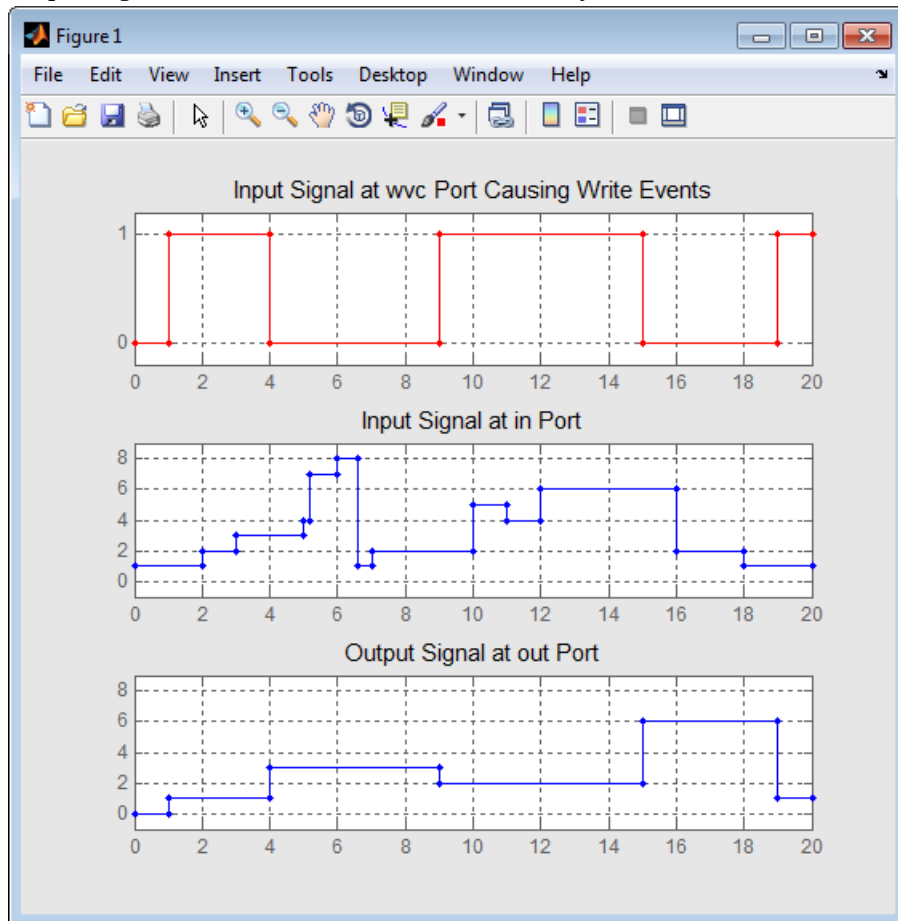 Figure 1
File Edit View Insert Tools Desktop Window Help
Input Signal at wvc Port Causing Write Events
1
0
0 2 4 6 8 10 12 14 16 18 20
Input Signal at in Port
8
6
4
2
0
0 2 4 6 8 10 12 14 16 18 20
Output Signal at out Port
8
6
4
2
0
0 2 4 6 8 10 12 14 16 18 20